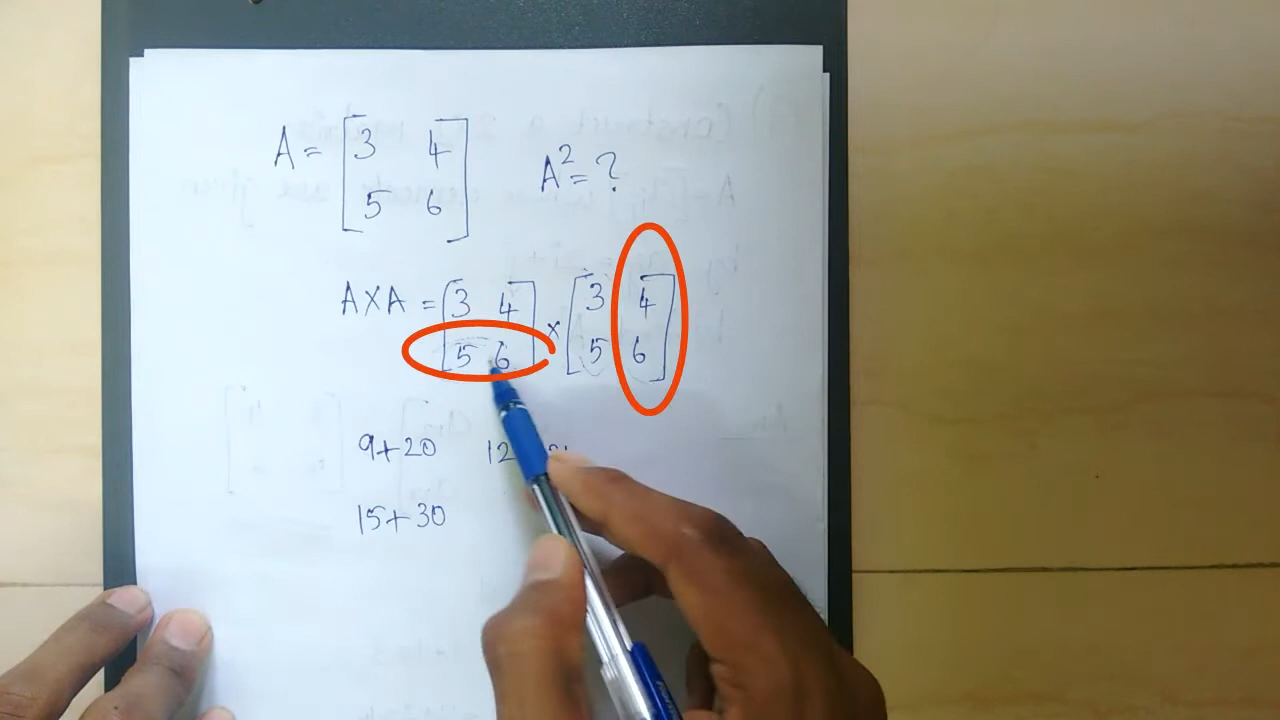 A = [3 4
5 6]
A² = ?
A X A = [3 4
5 6] × [3 4
5 6]
9+20 12
15+30